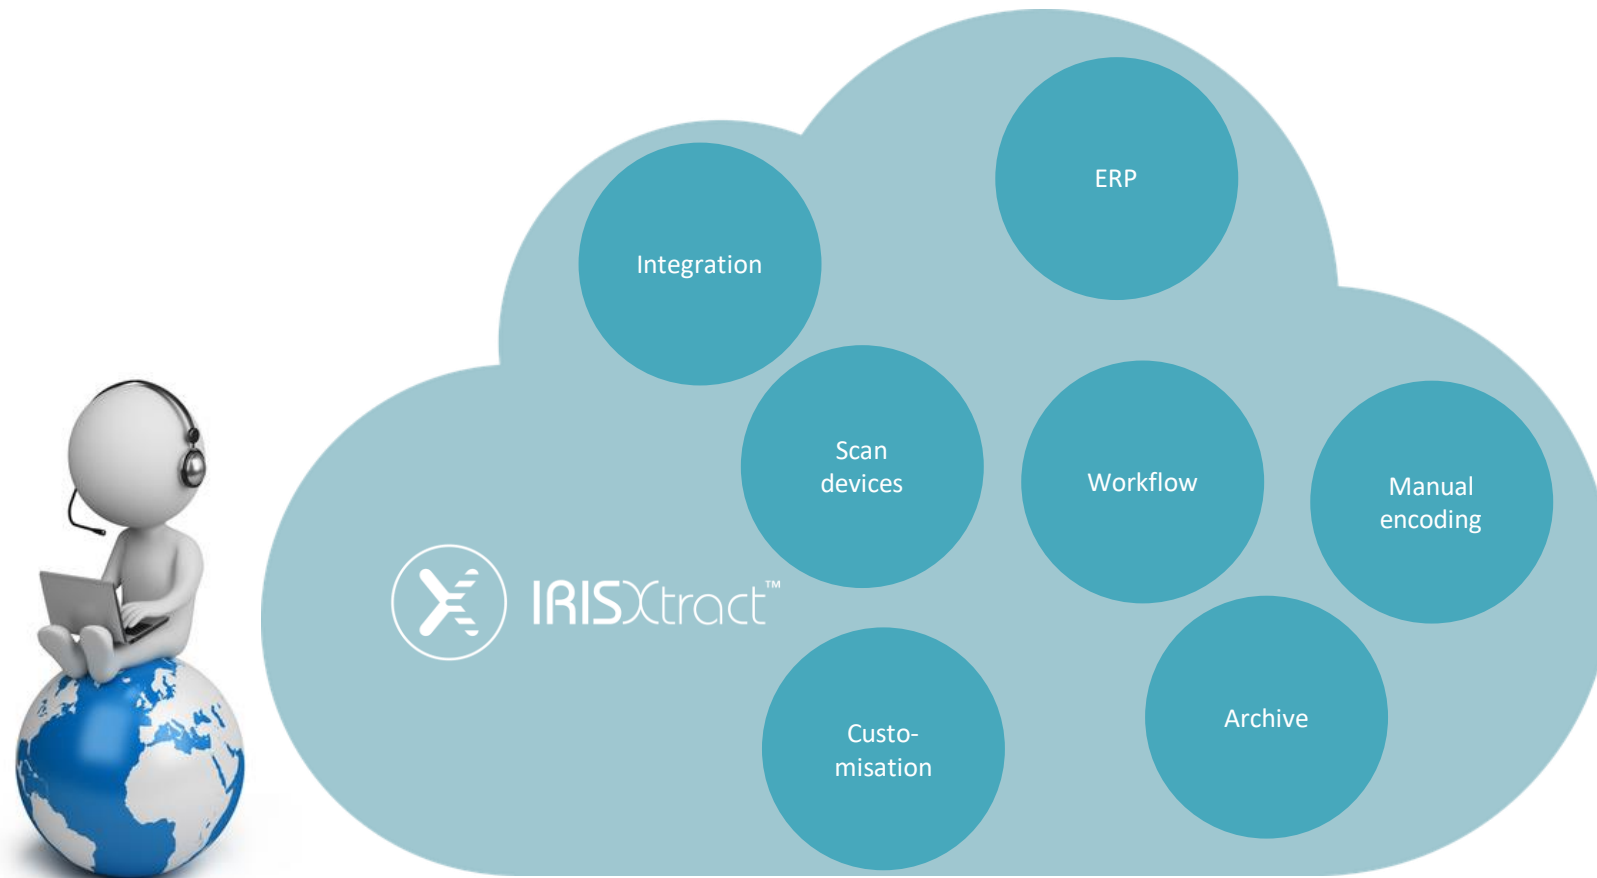 ERP
Integration
Scan
devices
Workflow
Manual
encoding
IRISXtract™
Archive
Custo-
misation